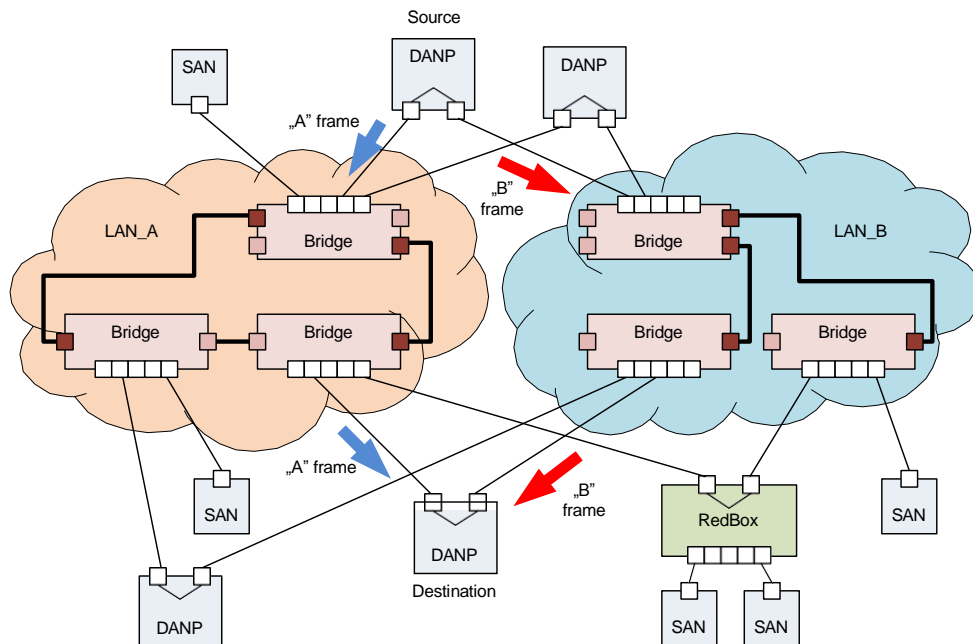 Source
SAN
DANP
DANP
„A” frame
„B”
frame
LAN_A
Bridge
Bridge
LAN_B
Bridge
Bridge
Bridge
Bridge
„A” frame
„B”
frame
SAN
DANP
Destination
RedBox
SAN
DANP
SAN
SAN